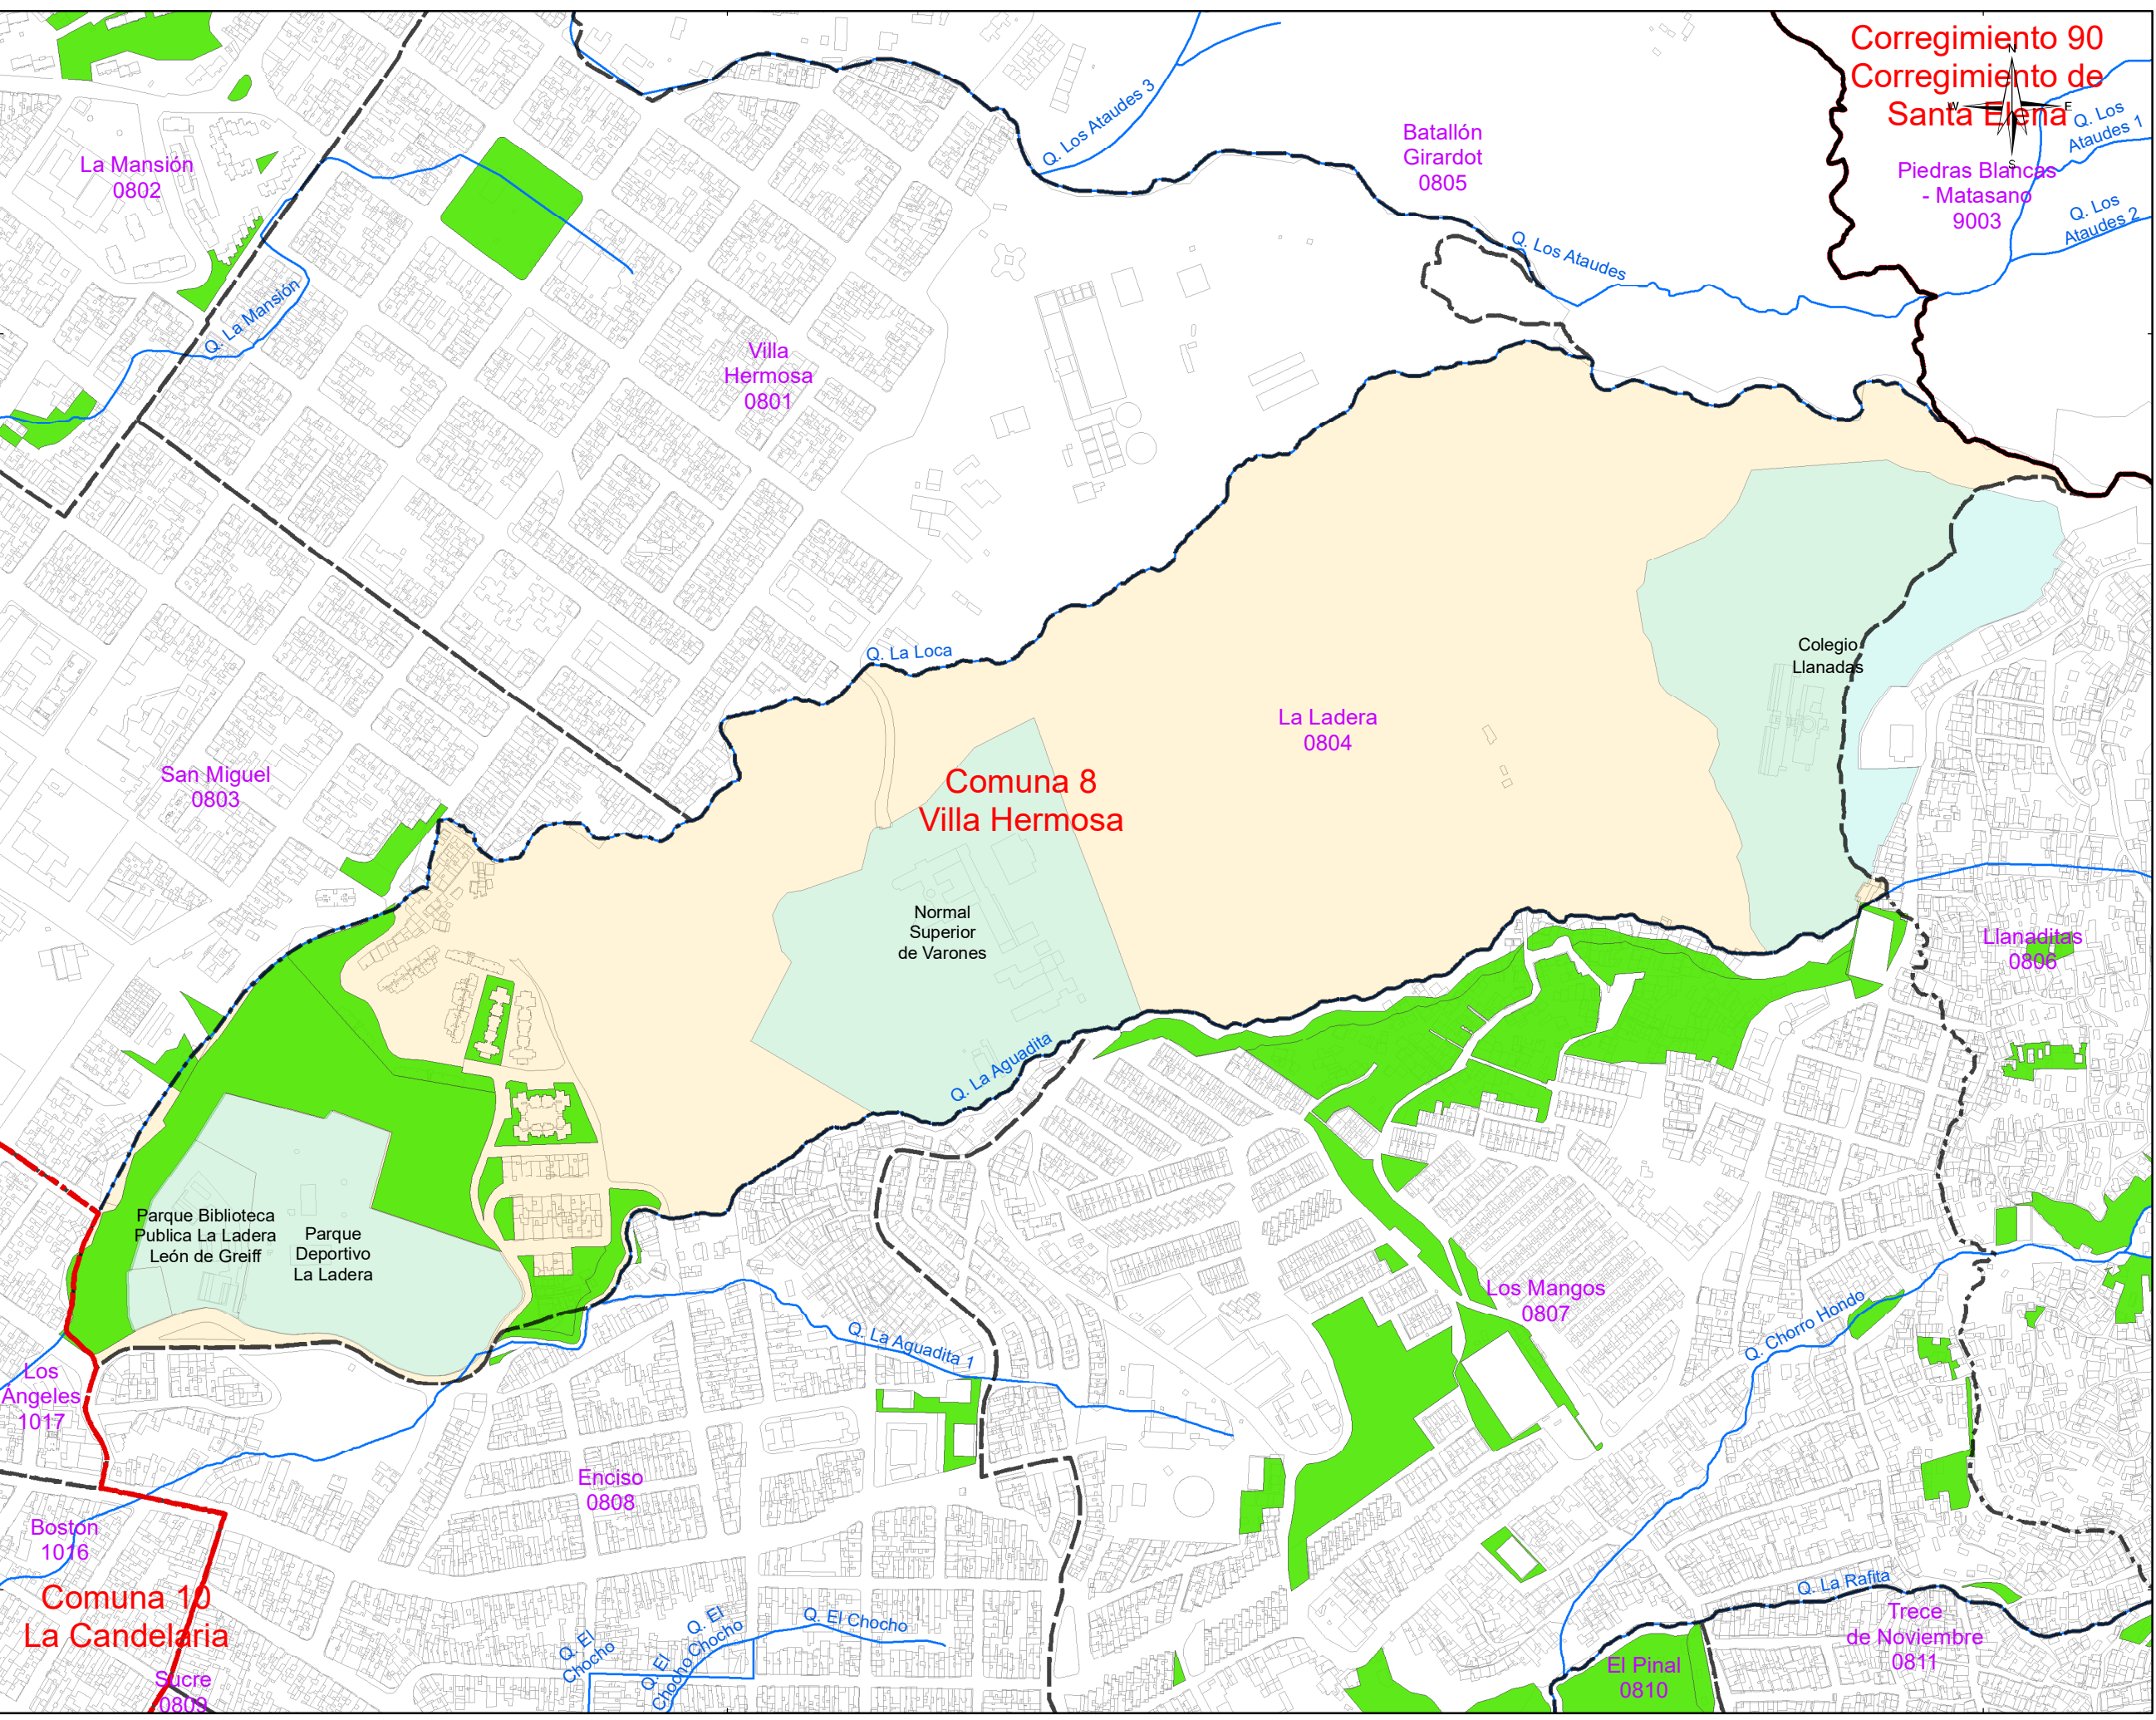 Corregimiento 90
Corregimiento de
Santa Elena
N
W
E
S
Q. Los
Ataudes 1
Piedras Blancas
- Matasano
9003
Q. Los
Ataudes 2
Q. Los Ataudes 3
Batallón
Girardot
0805
La Mansión
0802
Q. Los Ataudes
Q. La Mansión
Villa
Hermosa
0801
Q. La Loca
Colegio
Llanadas
La Ladera
0804
San Miguel
0803
Comuna 8
Villa Hermosa
Normal
Superior
de Varones
Llanaditas
0806
Q. La Aguadita
Parque Biblioteca
Publica La Ladera
León de Greiff
Parque
Deportivo
La Ladera
Los Mangos
0807
Q. Chorro Hondo
Q. La Aguadita 1
Los
Angeles
1017
Enciso
0808
Boston
1016
Comuna 10
La Candelaria
Q. La Rafita
Trece
de Noviembre
0811
Q. El
Chocho
Q. El
Chocho
Q. El
Chocho
Q. El Chocho
El Pinal
0810
Sucre
0809